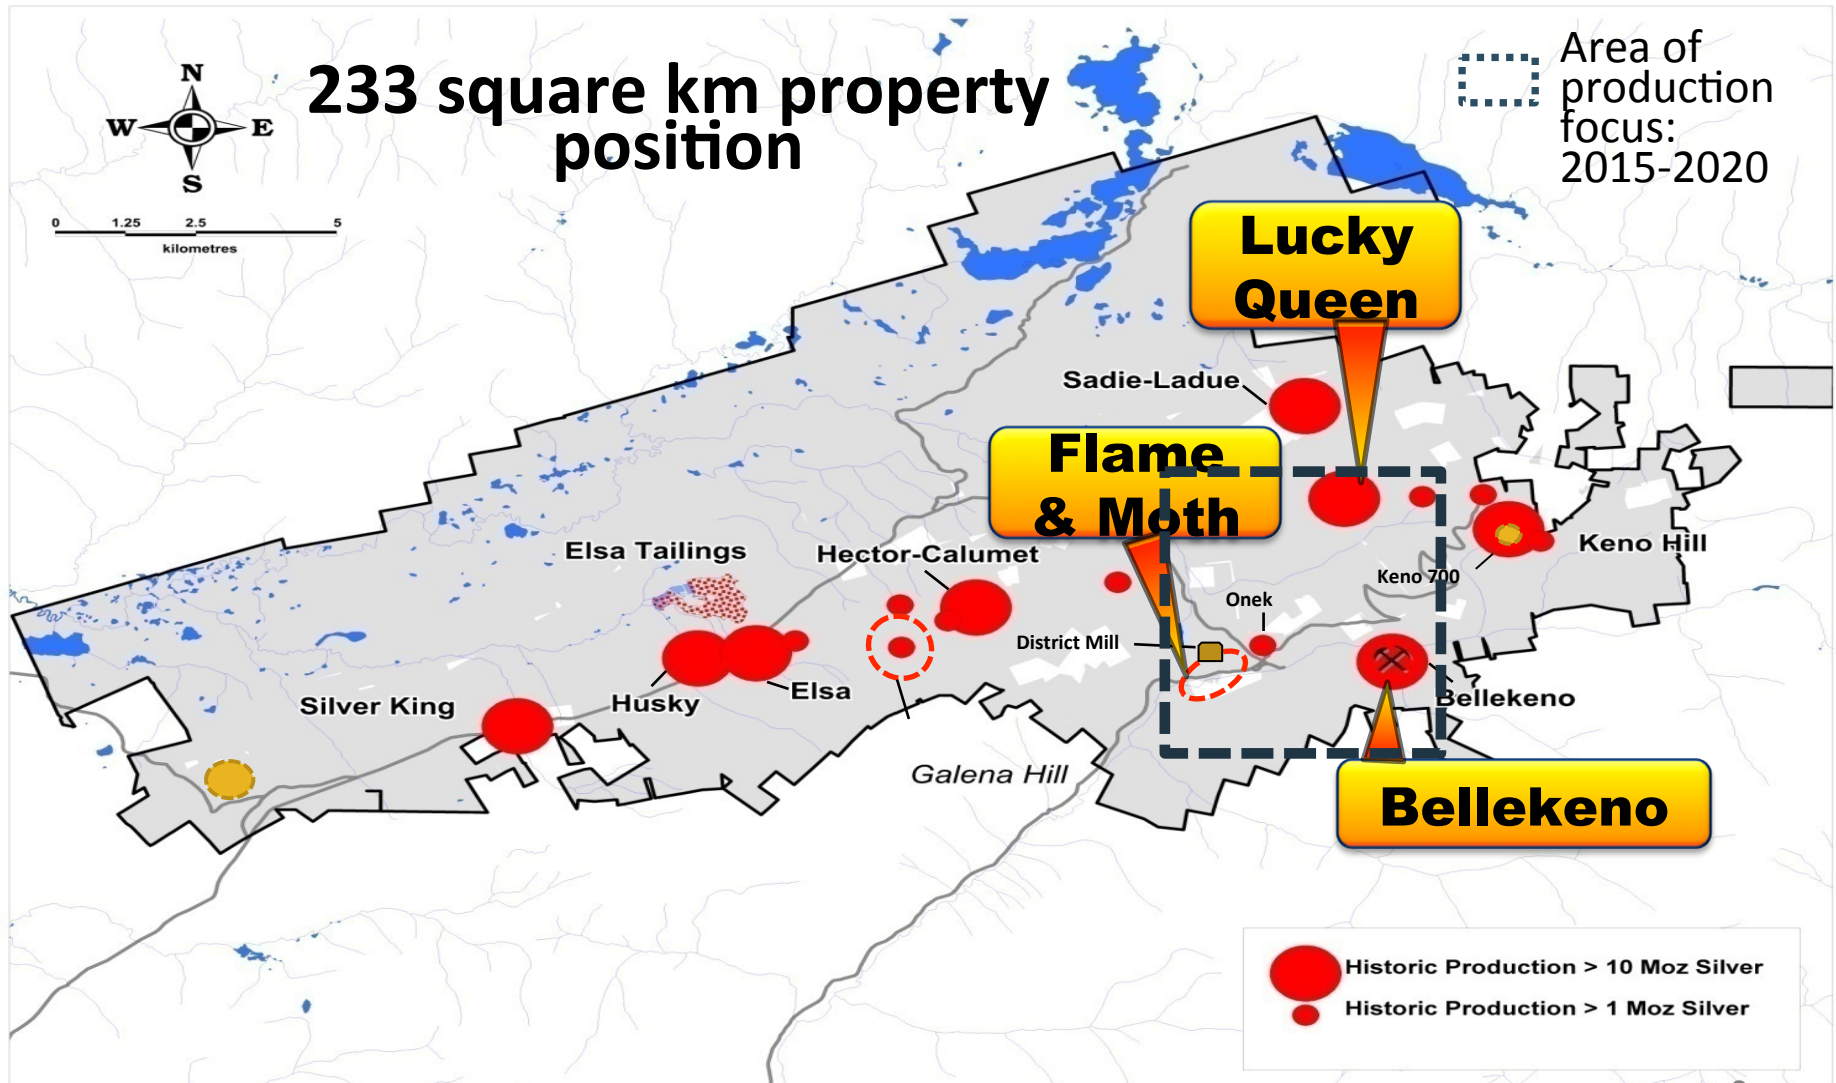 233 square km property
position
Area of
production
focus:
2015-2020
N
W
E
S
0 1.25 2.5 5
kilometres
Lucky
Queen
Sadie-Ladue
Flame
& Moth
Elsa Tailings
Hector-Calumet
Keno Hill
Keno 700
Onek
District Mill
Husky
Elsa
Silver King
Bellekeno
Galena Hill
Bellekeno
Historic Production > 10 Moz Silver
Historic Production > 1 Moz Silver